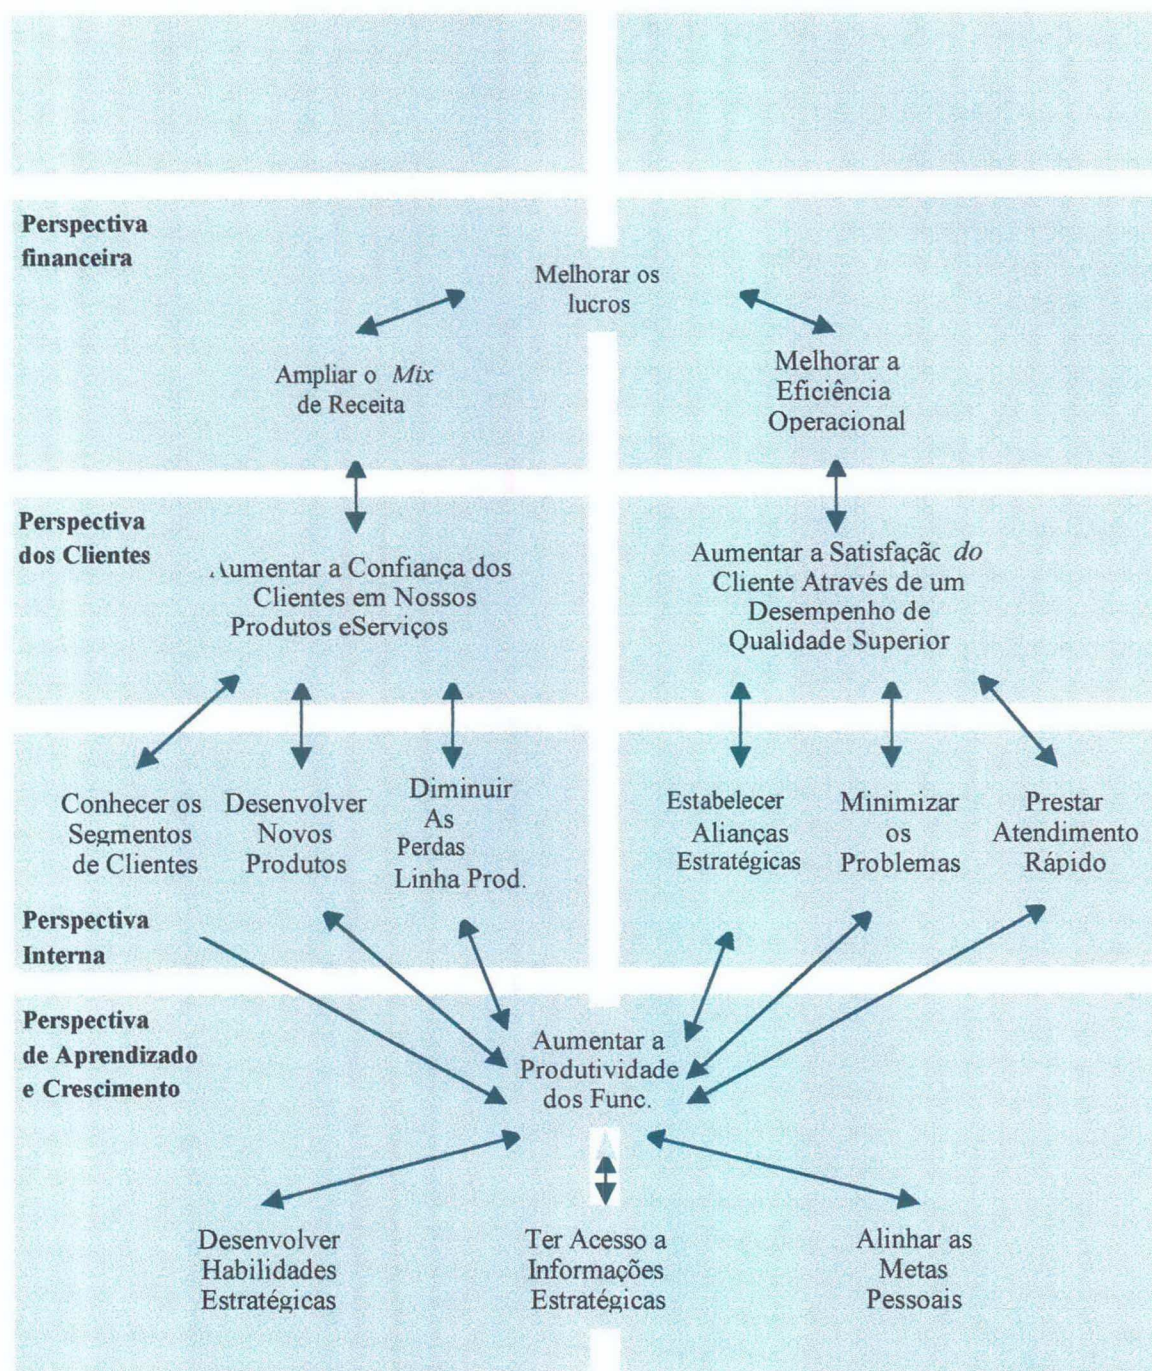 Perspectiva
financeira
Melhorar os
lucros
Ampliar o Mix
de Receita
Melhorar a
Eficiência
Operacional
Perspectiva
dos Clientes
Aumentar a Confiança dos
Clientes em Nossos
Produtos eServiços
Aumentar a Satisfação do
Cliente Através de um
Desempenho de
Qualidade Superior
Conhecer os
Segmentos
de Clientes
Desenvolver
Novos
Produtos
Diminuir
As
Perdas
Linha Prod.
Estabelecer
Alianças
Estratégicas
Minimizar
os
Problemas
Prestar
Atendimento
Rápido
Perspectiva
Interna
Perspectiva
de Aprendizado
e Crescimento
Aumentar a
Produtividade
dos Func.
Desenvolver
Habilidades
Estratégicas
Ter Acesso a
Informações
Estratégicas
Alinhar as
Metas
Pessoais